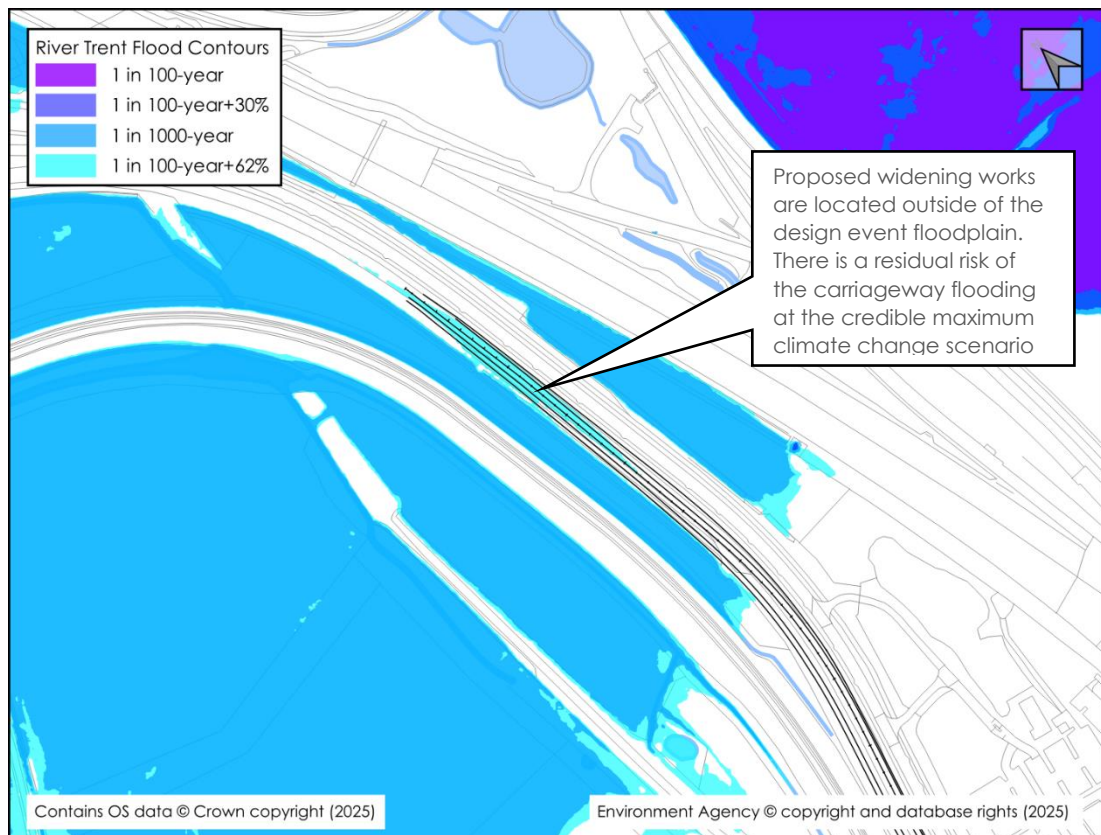 River Trent Flood Contours
1 in 100-year
1 in 100-year+30%
1 in 1000-year
1 in 100-year+62%
Proposed widening works
are located outside of the
design event floodplain.
There is a residual risk of
the carriageway flooding
at the credible maximum
climate change scenario
Contains OS data © Crown copyright (2025)
Environment Agency © copyright and database rights (2025)